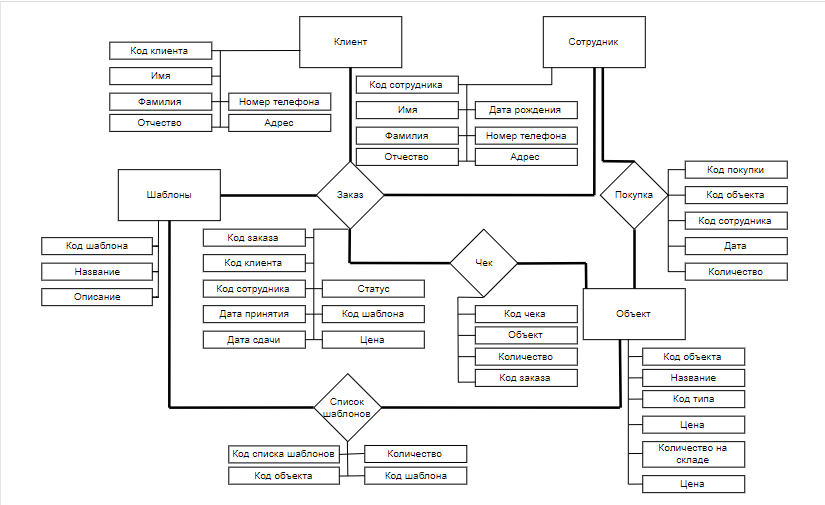 Клиент
Сотрудник
Код клиента
Имя
Фамилия
Номер телефона
Отчество
Адрес
Код сотрудника
Имя
Дата рождения
Фамилия
Номер телефона
Отчество
Адрес
Шаблоны
Заказ
Покупка
Код покупки
Код объекта
Код сотрудника
Дата
Количество
Код шаблона
Название
Описание
Код заказа
Код клиента
Код сотрудника
Статус
Дата принятия
Код шаблона
Дата сдачи
Цена
Чек
Код чека
Объект
Количество
Код заказа
Объект
Код объекта
Название
Код типа
Цена
Количество на
складе
Цена
Список
шаблонов
Код списка шаблонов
Количество
Код объекта
Код шаблона